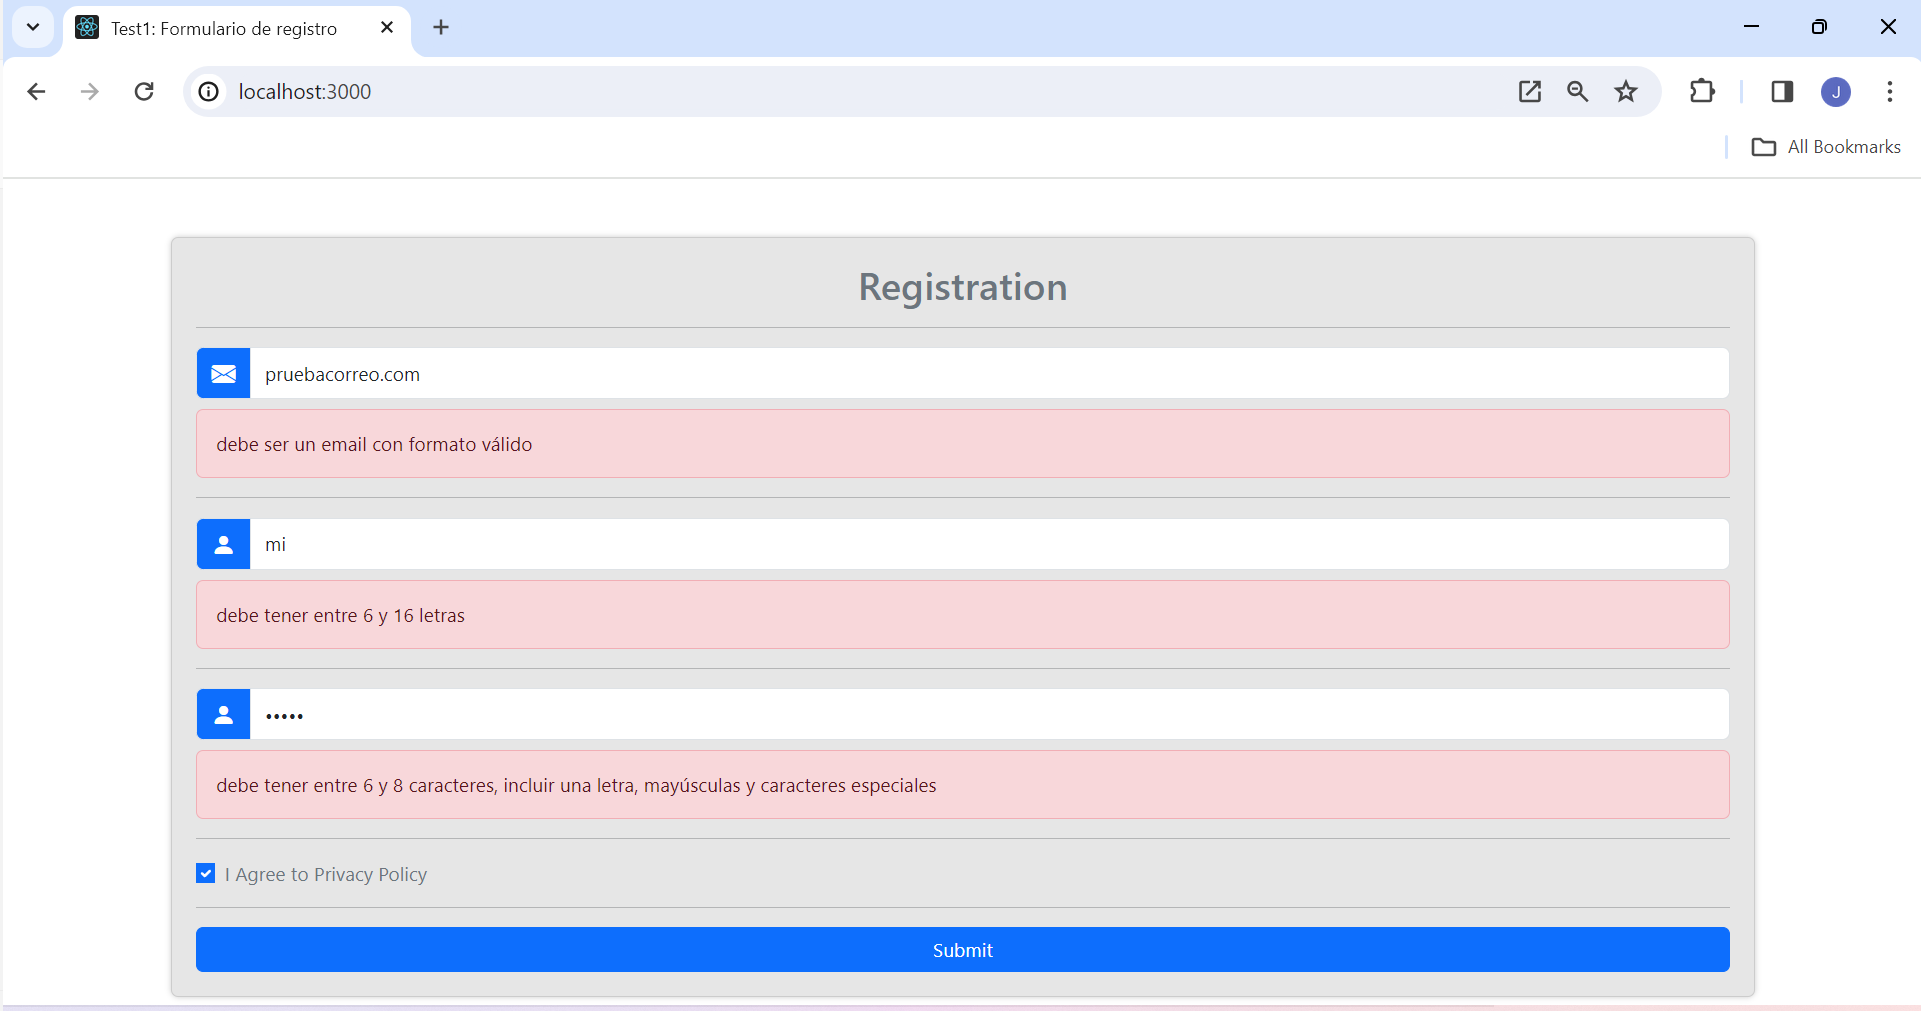 Test1: Formulario de registro
localhost:3000
J
All Bookmarks
Registration
pruebacorreo.com
debe ser un email con formato válido
mi
debe tener entre 6 y 16 letras
•••••
debe tener entre 6 y 8 caracteres, incluir una letra, mayúsculas y caracteres especiales
I Agree to Privacy Policy
Submit